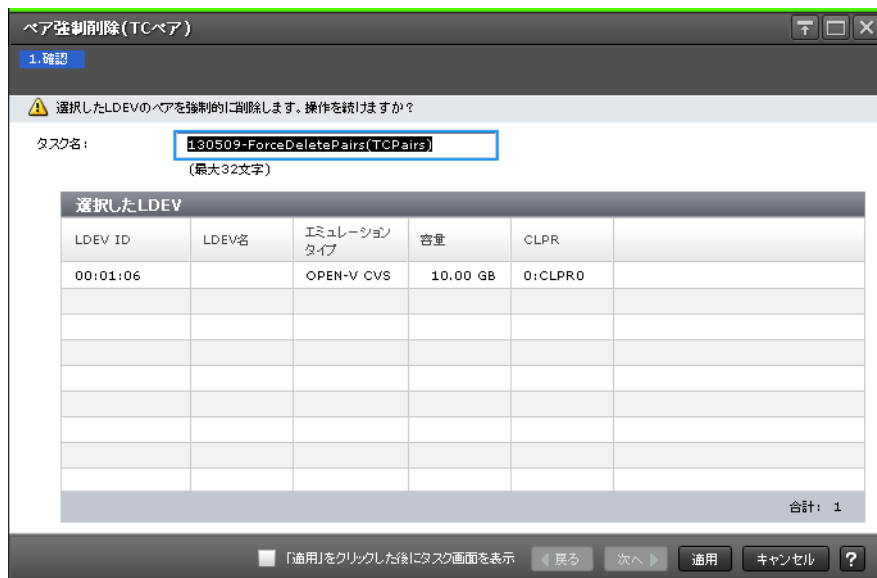 ペア強制削除(TCペア)
1.確認
選択したLDEVのペアを強制的に削除します。操作を続けますか?
タスク名:
130509-ForceDeletePairs(TCPairs)
(最大32文字)
選択したLDEV
LDEV ID LDEV名 エミュレーション タイプ 容量 CLPR
00:01:06 OPEN-V CVS 10.00 GB 0:CLPR0
合計: 1
「適用」をクリックした後にタスク画面を表示 戻る 次へ 適用 キャンセル ?